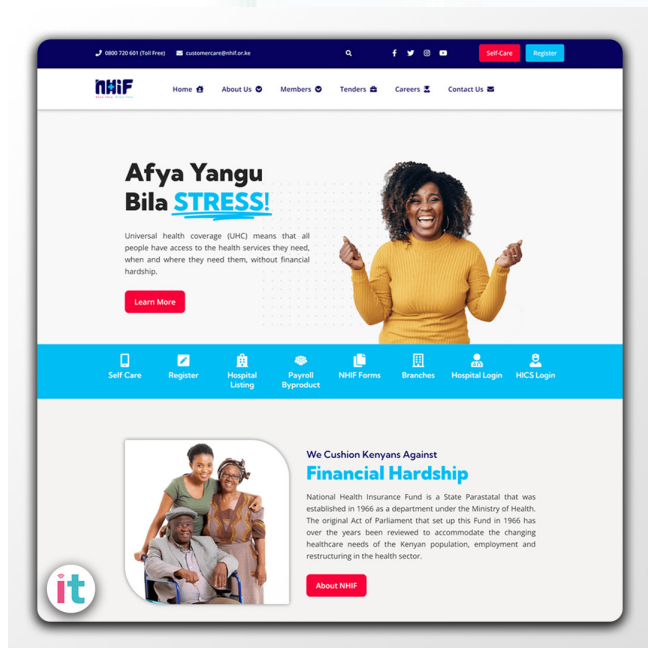 0800 720 601 (Toll Free) customercare@nhif.or.ke Self-Care Register
NHiF
Home About Us Members Tenders Careers Contact Us
Afya Yangu
Bila STRESS!
Universal health coverage (UHC) means that all
people have access to the health services they need,
when and where they need them, without financial
hardship.
Learn More
Self Care Register Hospital Listing Payroll Byproduct NHIF Forms Branches Hospital Login HICS Login
We Cushion Kenyans Against
Financial Hardship
National Health Insurance Fund is a State Parastatal that was
established in 1966 as a department under the Ministry of Health.
The original Act of Parliament that set up this Fund in 1966 has
over the years been reviewed to accommodate the changing
healthcare needs of the Kenyan population, employment and
restructuring in the health sector.
About NHIF
it